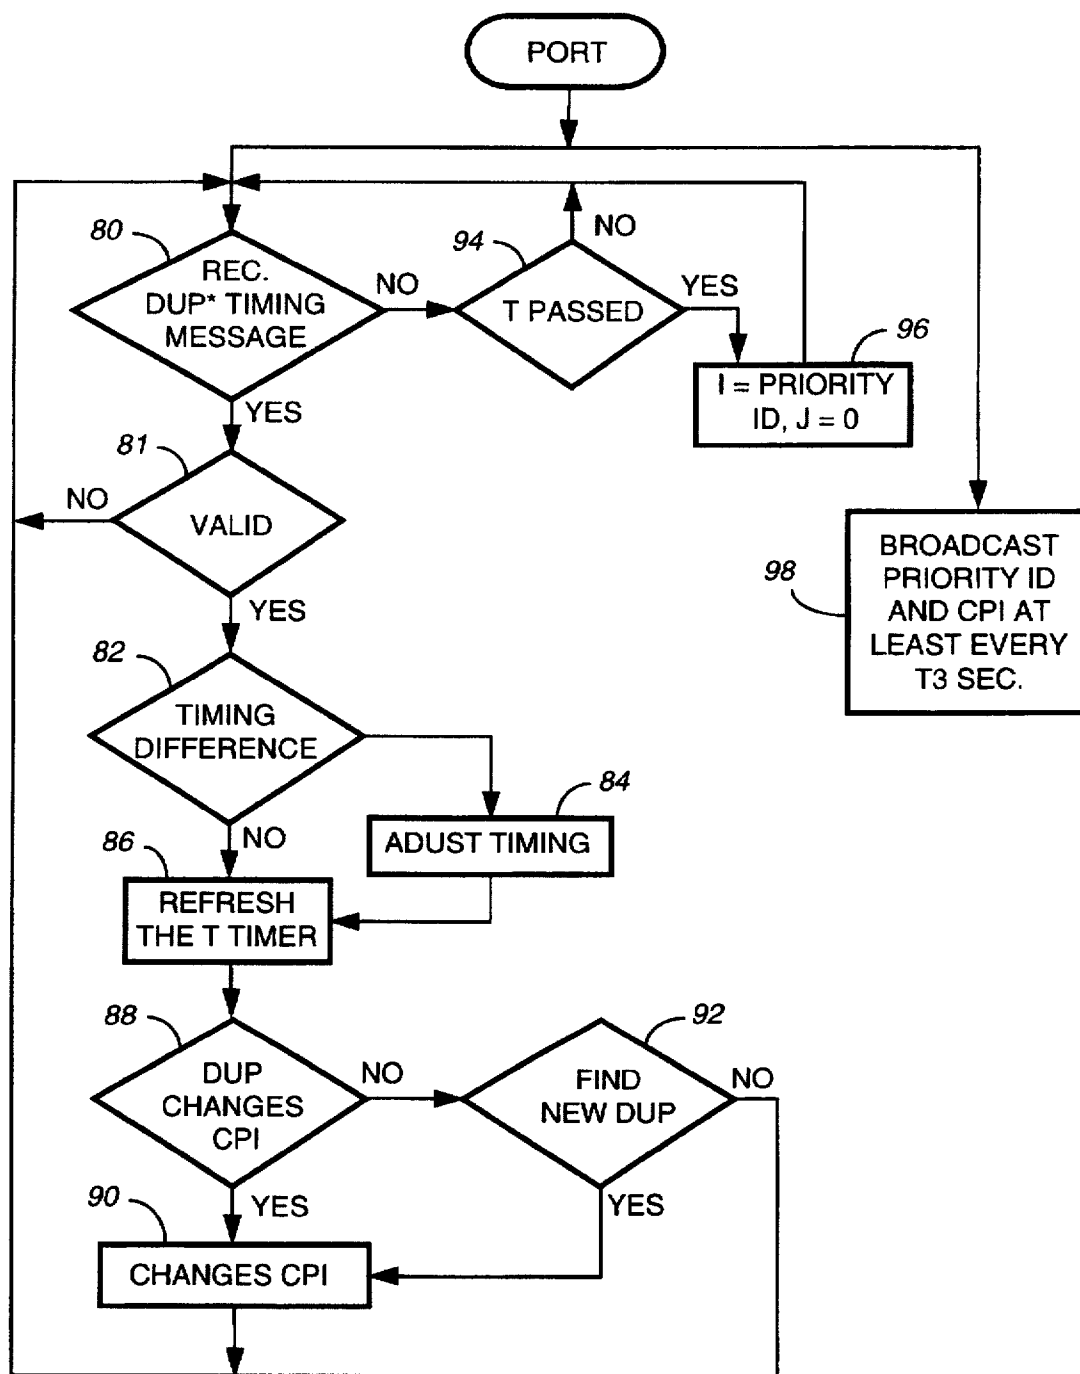 PORT
80
REC.
DUP* TIMING
MESSAGE
NO
94
NO
T PASSED
YES
96
I = PRIORITY
ID, J = 0
YES
81
NO
VALID
YES
98
BROADCAST
PRIORITY ID
AND CPI AT
LEAST EVERY
T3 SEC.
82
TIMING
DIFFERENCE
84
ADUST TIMING
NO
86
REFRESH
THE T TIMER
88
DUP
CHANGES
CPI
NO
92
FIND
NEW DUP
NO
YES
YES
90
CHANGES CPI